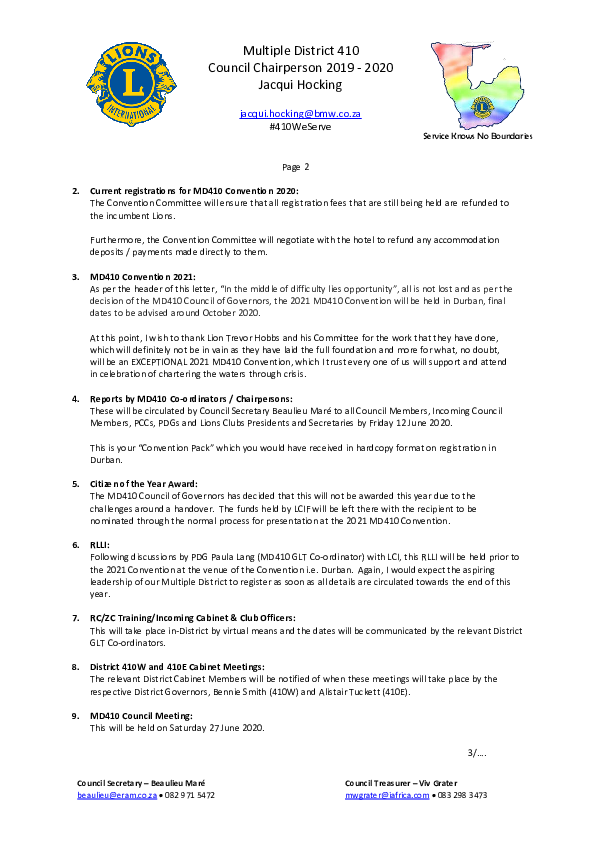 LIONS
L
INTERNATIONAL
Multiple District 410
Council Chairperson 2019 - 2020
Jacqui Hocking
jacqui.hocking@bmw.co.za
#410WeServe
Service Knows No Boundaries
Page 2
2. Current registrations for MD410 Convention 2020:
The Convention Committee will ensure that all registration fees that are still being held are refunded to
the incumbent Lions.
Furthermore, the Convention Committee will negotiate with the hotel to refund any accommodation
deposits / payments made directly to them.
3. MD410 Convention 2021:
As per the header of this letter, “In the middle of difficulty lies opportunity”, all is not lost and as per the
decision of the MD410 Council of Governors, the 2021 MD410 Convention will be held in Durban, final
dates to be advised around October 2020.
At this point, I wish to thank Lion Trevor Hobbs and his Committee for the work that they have done,
which will definitely not be in vain as they have laid the full foundation and more for what, no doubt,
will be an EXCEPTIONAL 2021 MD410 Convention, which I trust every one of us will support and attend
in celebration of chartering the waters through crisis.
4. Reports by MD410 Co-ordinators / Chairpersons:
These will be circulated by Council Secretary Beaulieu Maré to all Council Members, Incoming Council
Members, PCCs, PDGs and Lions Clubs Presidents and Secretaries by Friday 12 June 2020.
This is your “Convention Pack” which you would have received in hardcopy format on registration in
Durban.
5. Citizen of the Year Award:
The MD410 Council of Governors has decided that this will not be awarded this year due to the
challenges around a handover. The funds held by LCIF will be left there with the recipient to be
nominated through the normal process for presentation at the 2021 MD410 Convention.
6. RLLI:
Following discussions by PDG Paula Lang (MD410 GLT Co-ordinator) with LCI, this RLLI will be held prior to
the 2021 Convention at the venue of the Convention i.e. Durban. Again, I would expect the aspiring
leadership of our Multiple District to register as soon as all details are circulated towards the end of this
year.
7. RC/ZC Training/Incoming Cabinet & Club Officers:
This will take place in-District by virtual means and the dates will be communicated by the relevant District
GLT Co-ordinators.
8. District 410W and 410E Cabinet Meetings:
The relevant District Cabinet Members will be notified of when these meetings will take place by the
respective District Governors, Bennie Smith (410W) and Alistair Tuckett (410E).
9. MD410 Council Meeting:
This will be held on Saturday 27 June 2020.
3/....
Council Secretary – Beaulieu Maré
beaulieu@eram.co.za • 082 971 5472
Council Treasurer – Viv Grater
mwgrater@iafrica.com • 083 298 3473